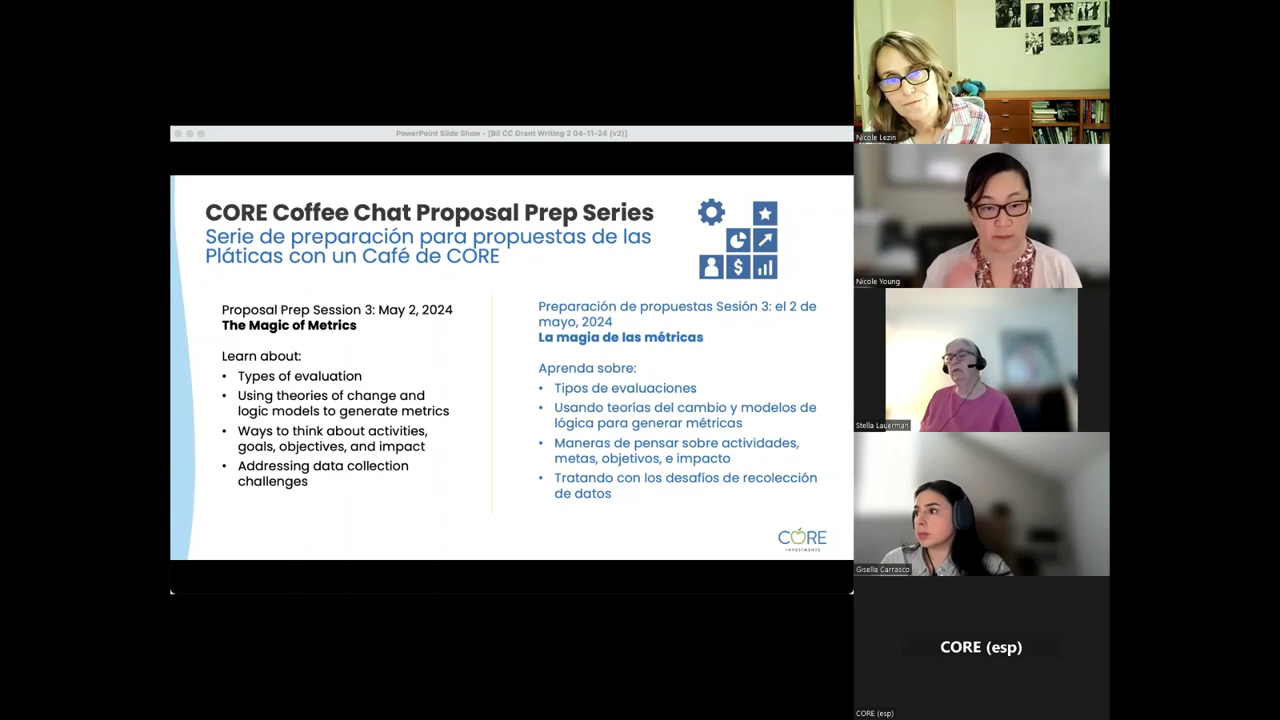 PowerPoint Slide Show - [Bil CC Grant Writing 2 04-11-24 (v2)]
CORE Coffee Chat Proposal Prep Series
Serie de preparación para propuestas de las
Pláticas con un Café de CORE
Proposal Prep Session 3: May 2, 2024
The Magic of Metrics
Learn about:
• Types of evaluation
• Using theories of change and
logic models to generate metrics
• Ways to think about activities,
goals, objectives, and impact
• Addressing data collection
challenges
Preparación de propuestas Sesión 3: el 2 de
mayo, 2024
La magia de las métricas
Aprenda sobre:
• Tipos de evaluaciones
• Usando teorías del cambio y modelos de
lógica para generar métricas
• Maneras de pensar sobre actividades,
metas, objetivos, e impacto
• Tratando con los desafíos de recolección
de datos
CORE
INVESTMENTS
Nicole Lezin
Nicole Young
Stella Lauerman
Gisella Carrasco
CORE (esp)
CORE (esp)